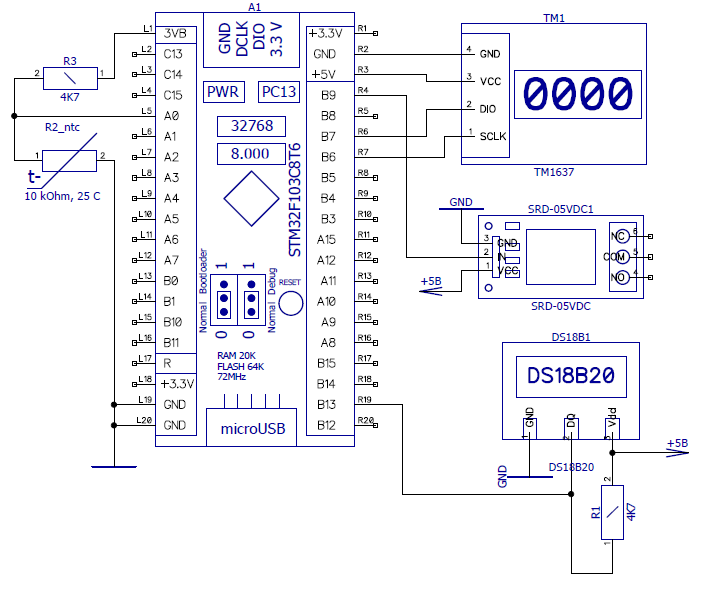 A1
GND
DCLK
DIO
3.3 V
PWR
PC13
32768
8.000
STM32F103C8T6
Normal Bootloader
Normal Debug
1
1
0
0
RESET
RAM 20K
FLASH 64K
72MHz
microUSB
L1 3VB
L2 C13
L3 C14
L4 C15
L5 A0
L6 A1
L7 A2
L8 A3
L9 A4
L10 A5
L11 A6
L12 A7
L13 B0
L14 B1
L15 B10
L16 B11
L17 R
L18 +3.3V
L19 GND
L20 GND
+3.3V R1
GND R2
+5V R3
B9 R4
B8 R5
B7 R6
B6 R7
B5 R8
B4 R9
B3 R10
A15 R11
A12 R12
A11 R13
A10 R14
A9 R15
A8 R16
B15 R17
B14 R18
B13 R19
B12 R20
R3
2 1
4K7
R2_ntc
1 2
t-
10 kOhm, 25 C
TM1
4 GND
3 VCC
2 DIO
1 SCLK
0000
TM1637
GND
+5B
SRD-05VDC1
3 GND
2 IN
1 VCC
NC 6
COM 5
NO 4
SRD-05VDC
DS18B1
DS18B20
GND
DQ
Vdd
1
2
3
DS18B20
GND
+5B
R1
2
1
4K7